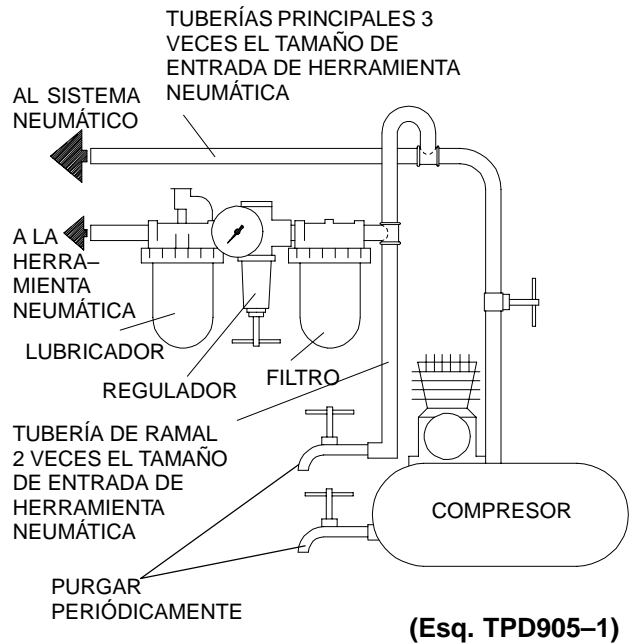 TUBERÍAS PRINCIPALES 3
VECES EL TAMAÑO DE
ENTRADA DE HERRAMIENTA
NEUMÁTICA
AL SISTEMA
NEUMÁTICO
A LA
HERRA–
MIENTA
NEUMÁTICA
LUBRICADOR
REGULADOR
FILTRO
TUBERÍA DE RAMAL
2 VECES EL TAMAÑO
DE ENTRADA DE
HERRAMIENTA
NEUMÁTICA
COMPRESOR
PURGAR
PERIÓDICAMENTE
(Esq. TPD905–1)